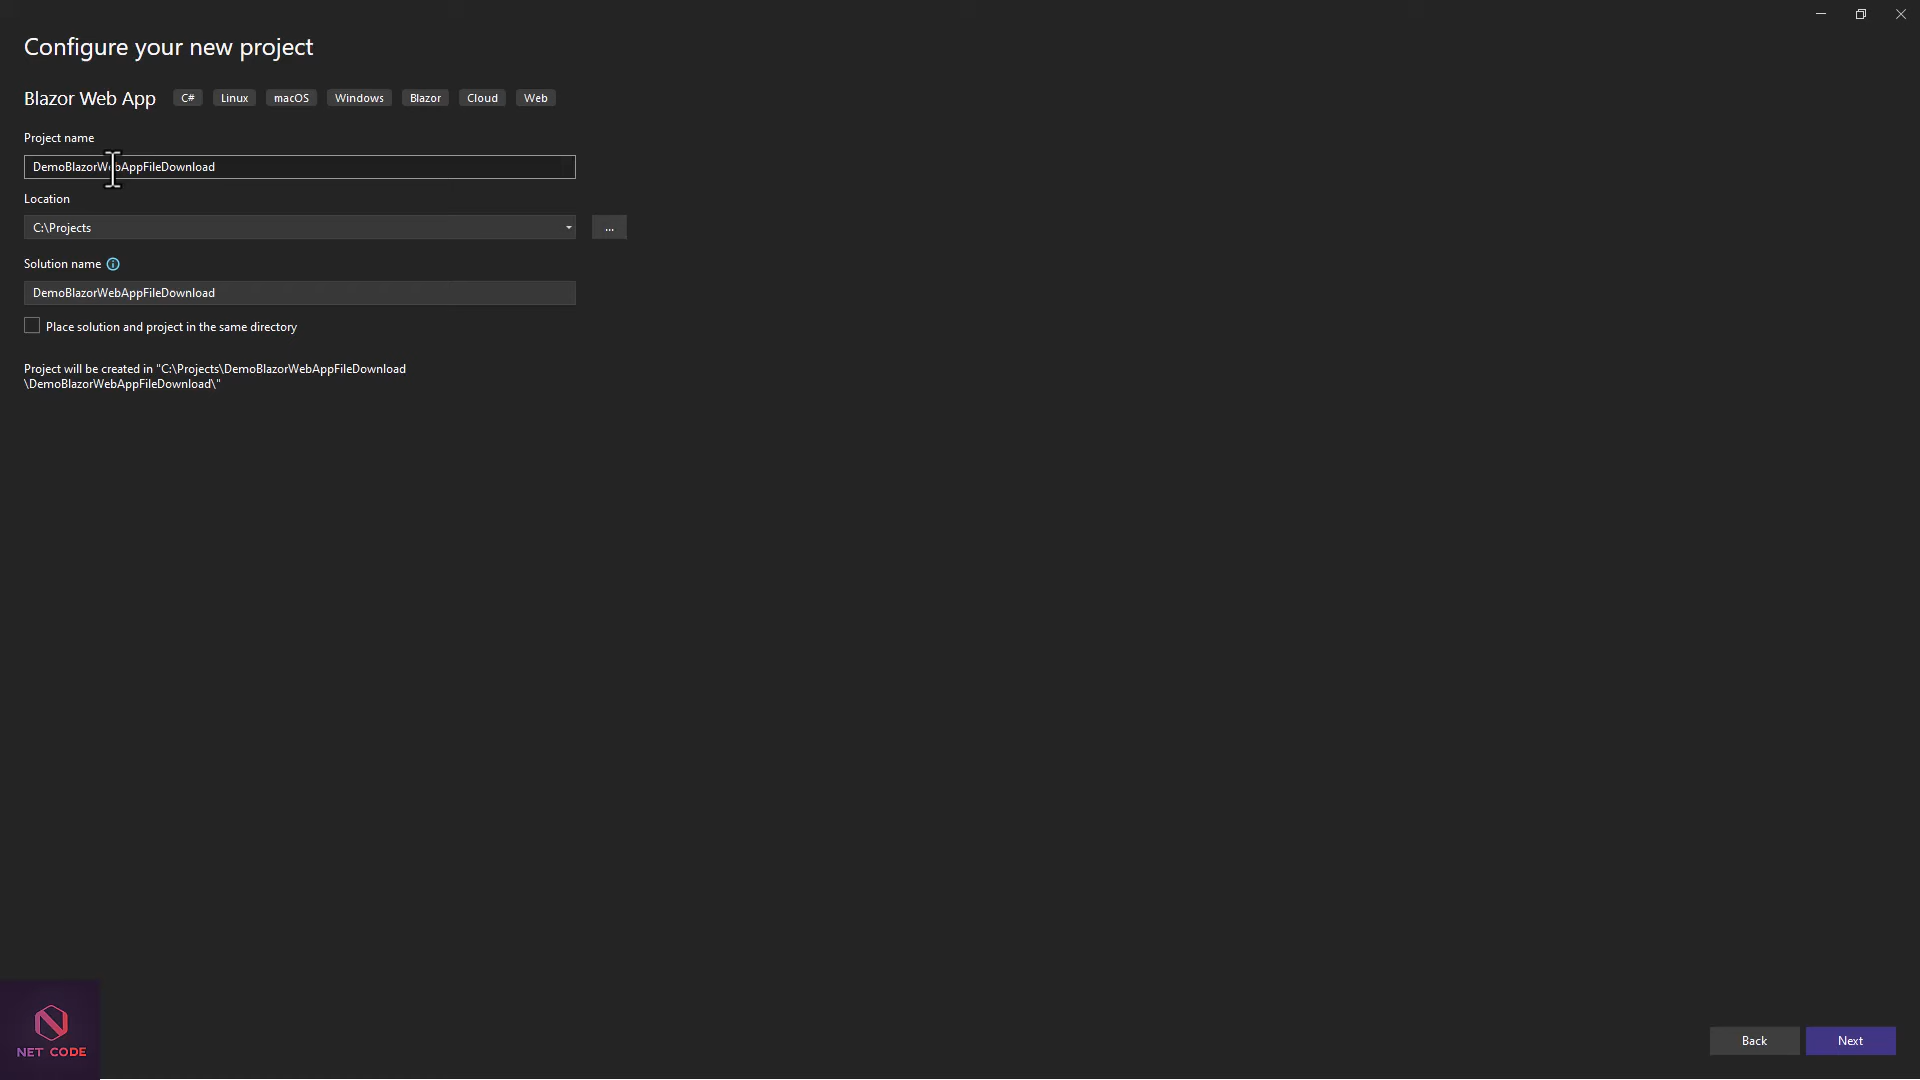 Configure your new project
Blazor Web App C# Linux macOS Windows Blazor Cloud Web
Project name
DemoBlazorWebAppFileDownload
Location
C:\Projects
...
Solution name
DemoBlazorWebAppFileDownload
Place solution and project in the same directory
Project will be created in "C:\Projects\DemoBlazorWebAppFileDownload
\DemoBlazorWebAppFileDownload\"
NET CODE
Back Next